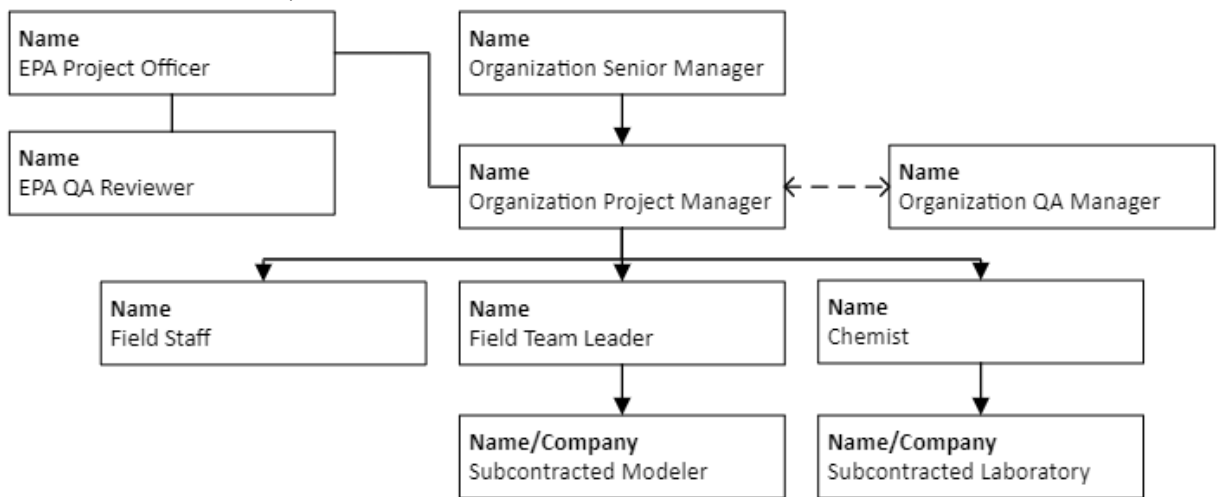 Name
EPA Project Officer
Name
Organization Senior Manager
Name
EPA QA Reviewer
Name
Organization Project Manager
Name
Organization QA Manager
Name
Field Staff
Name
Field Team Leader
Name
Chemist
Name/Company
Subcontracted Modeler
Name/Company
Subcontracted Laboratory